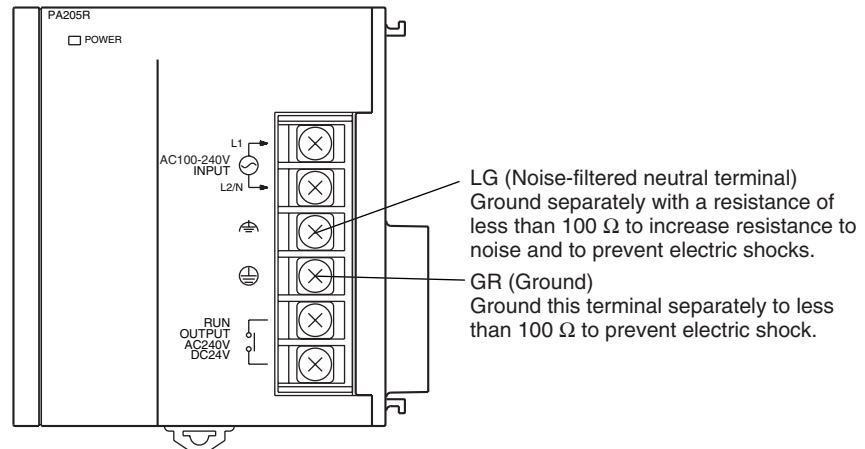 PA205R
POWER
L1
AC100-240V
INPUT
L2/N
RUN
OUTPUT
AC240V
DC24V
LG (Noise-filtered neutral terminal)
Ground separately with a resistance of
less than 100 Ω to increase resistance to
noise and to prevent electric shocks.
GR (Ground)
Ground this terminal separately to less
than 100 Ω to prevent electric shock.